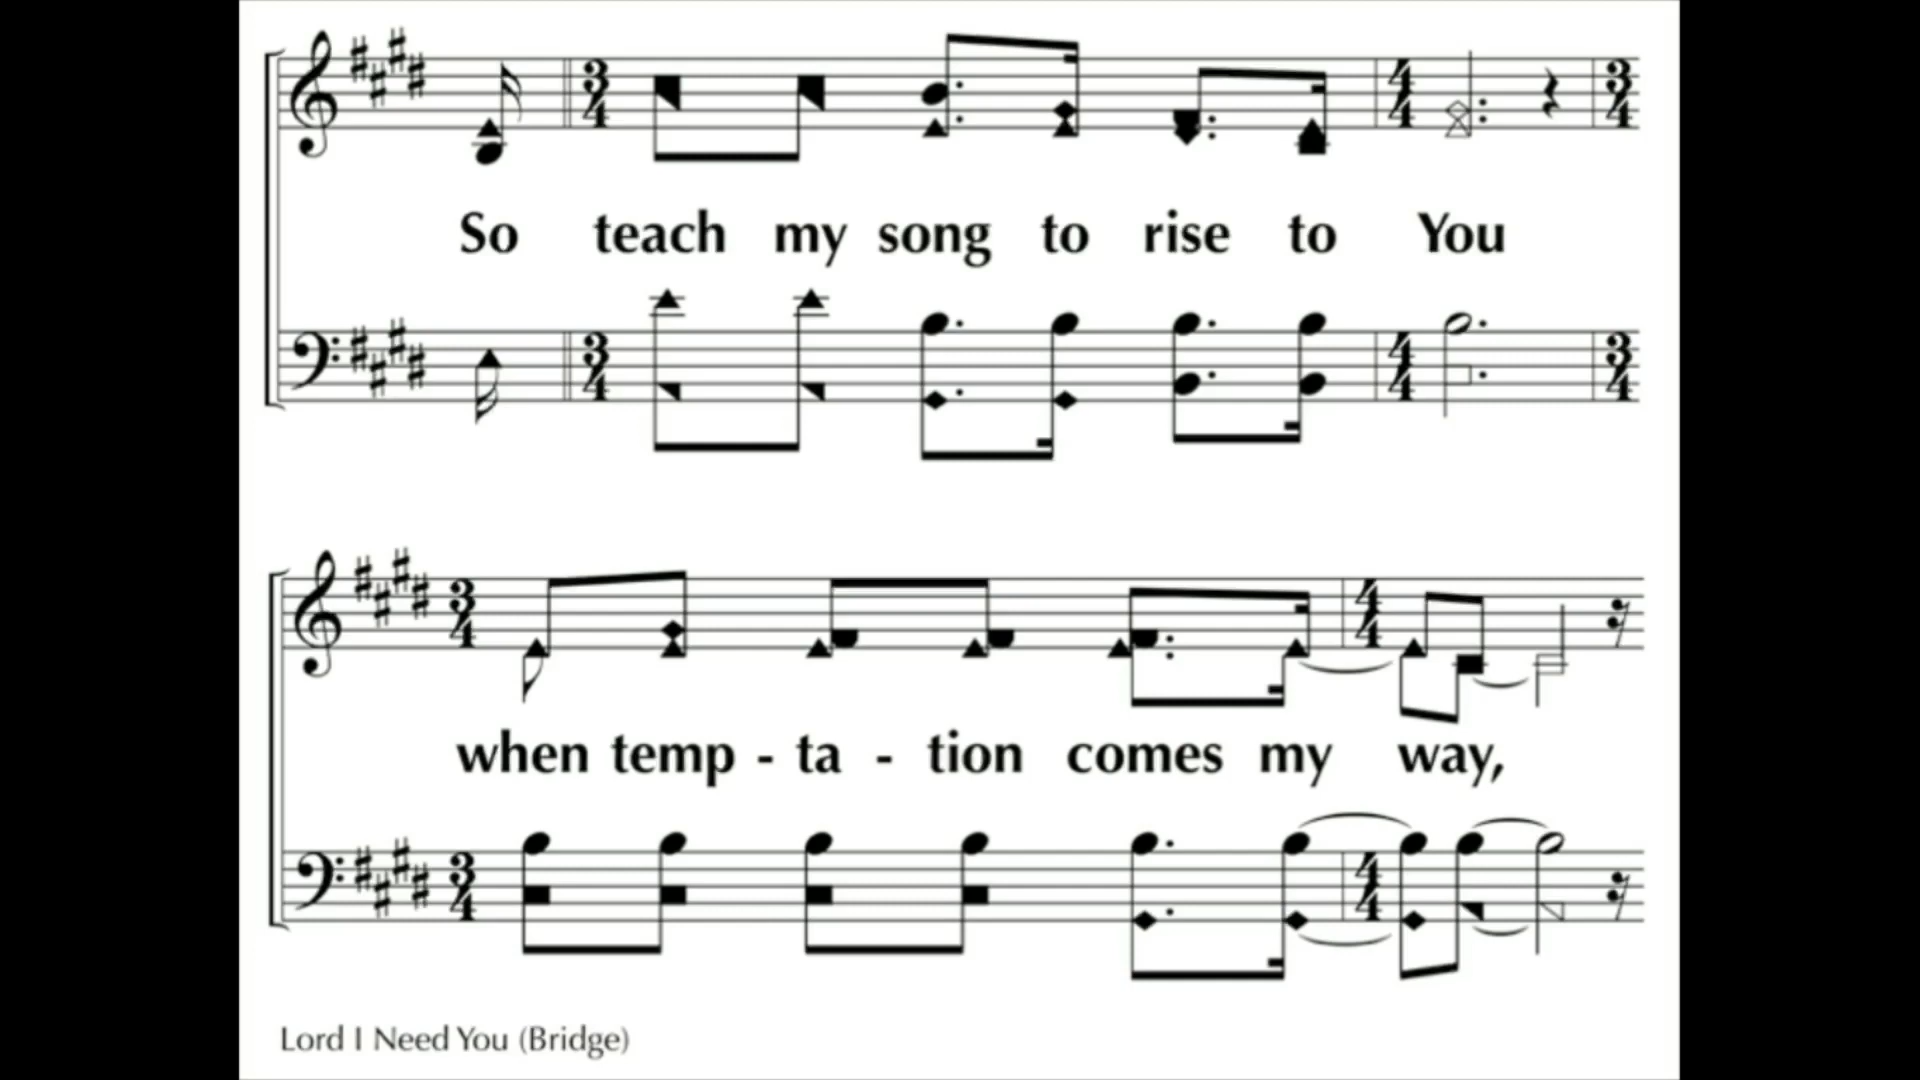 So teach my song to rise to You
when temp - ta - tion comes my way,
Lord I Need You (Bridge)